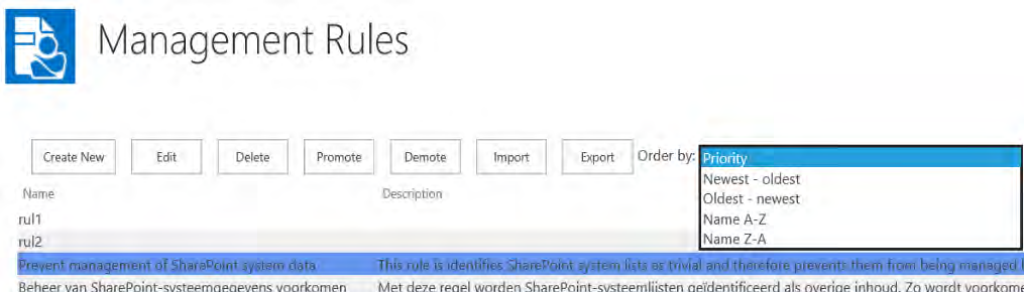 Management Rules
Create New Edit Delete Promote Demote Import Export Order by: Priority
Newest - oldest
Oldest - newest
Name A-Z
Name Z-A
Name Description
rul1
rul2
Prevent management of SharePoint system data This rule is identifies SharePoint system lists as trivial and therefore prevents them from being managed
Beheer van SharePoint-systeemgegevens voorkomen Met deze regel worden SharePoint-systeemlijsten geïdentificeerd als overige inhoud. Zo wordt voorkome